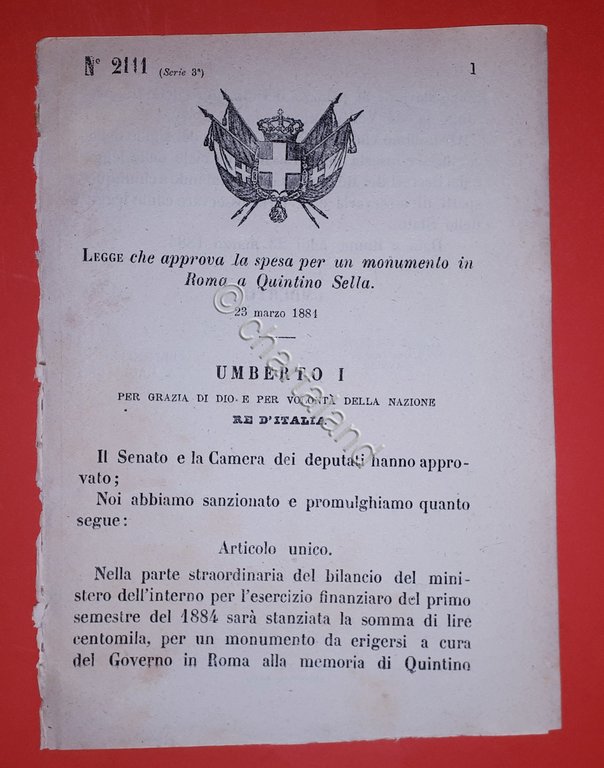 N° 2111 (Serie 3ª) 1
LEGGE che approva la spesa per un monumento in
Roma a Quintino Sella.
23 marzo 1884
UMBERTO I
PER GRAZIA DI DIO E PER VOLONTÀ DELLA NAZIONE
RE D'ITALIA
Il Senato e la Camera dei deputati hanno appro-
vato;
Noi abbiamo sanzionato e promulghiamo quanto
segue:
Articolo unico.
Nella parte straordinaria del bilancio del mini-
stero dell'interno per l'esercizio finanziaro del primo
semestre del 1884 sarà stanziata la somma di lire
centomila, per un monumento da erigersi a cura
del Governo in Roma alla memoria di Quintino
© chartaland